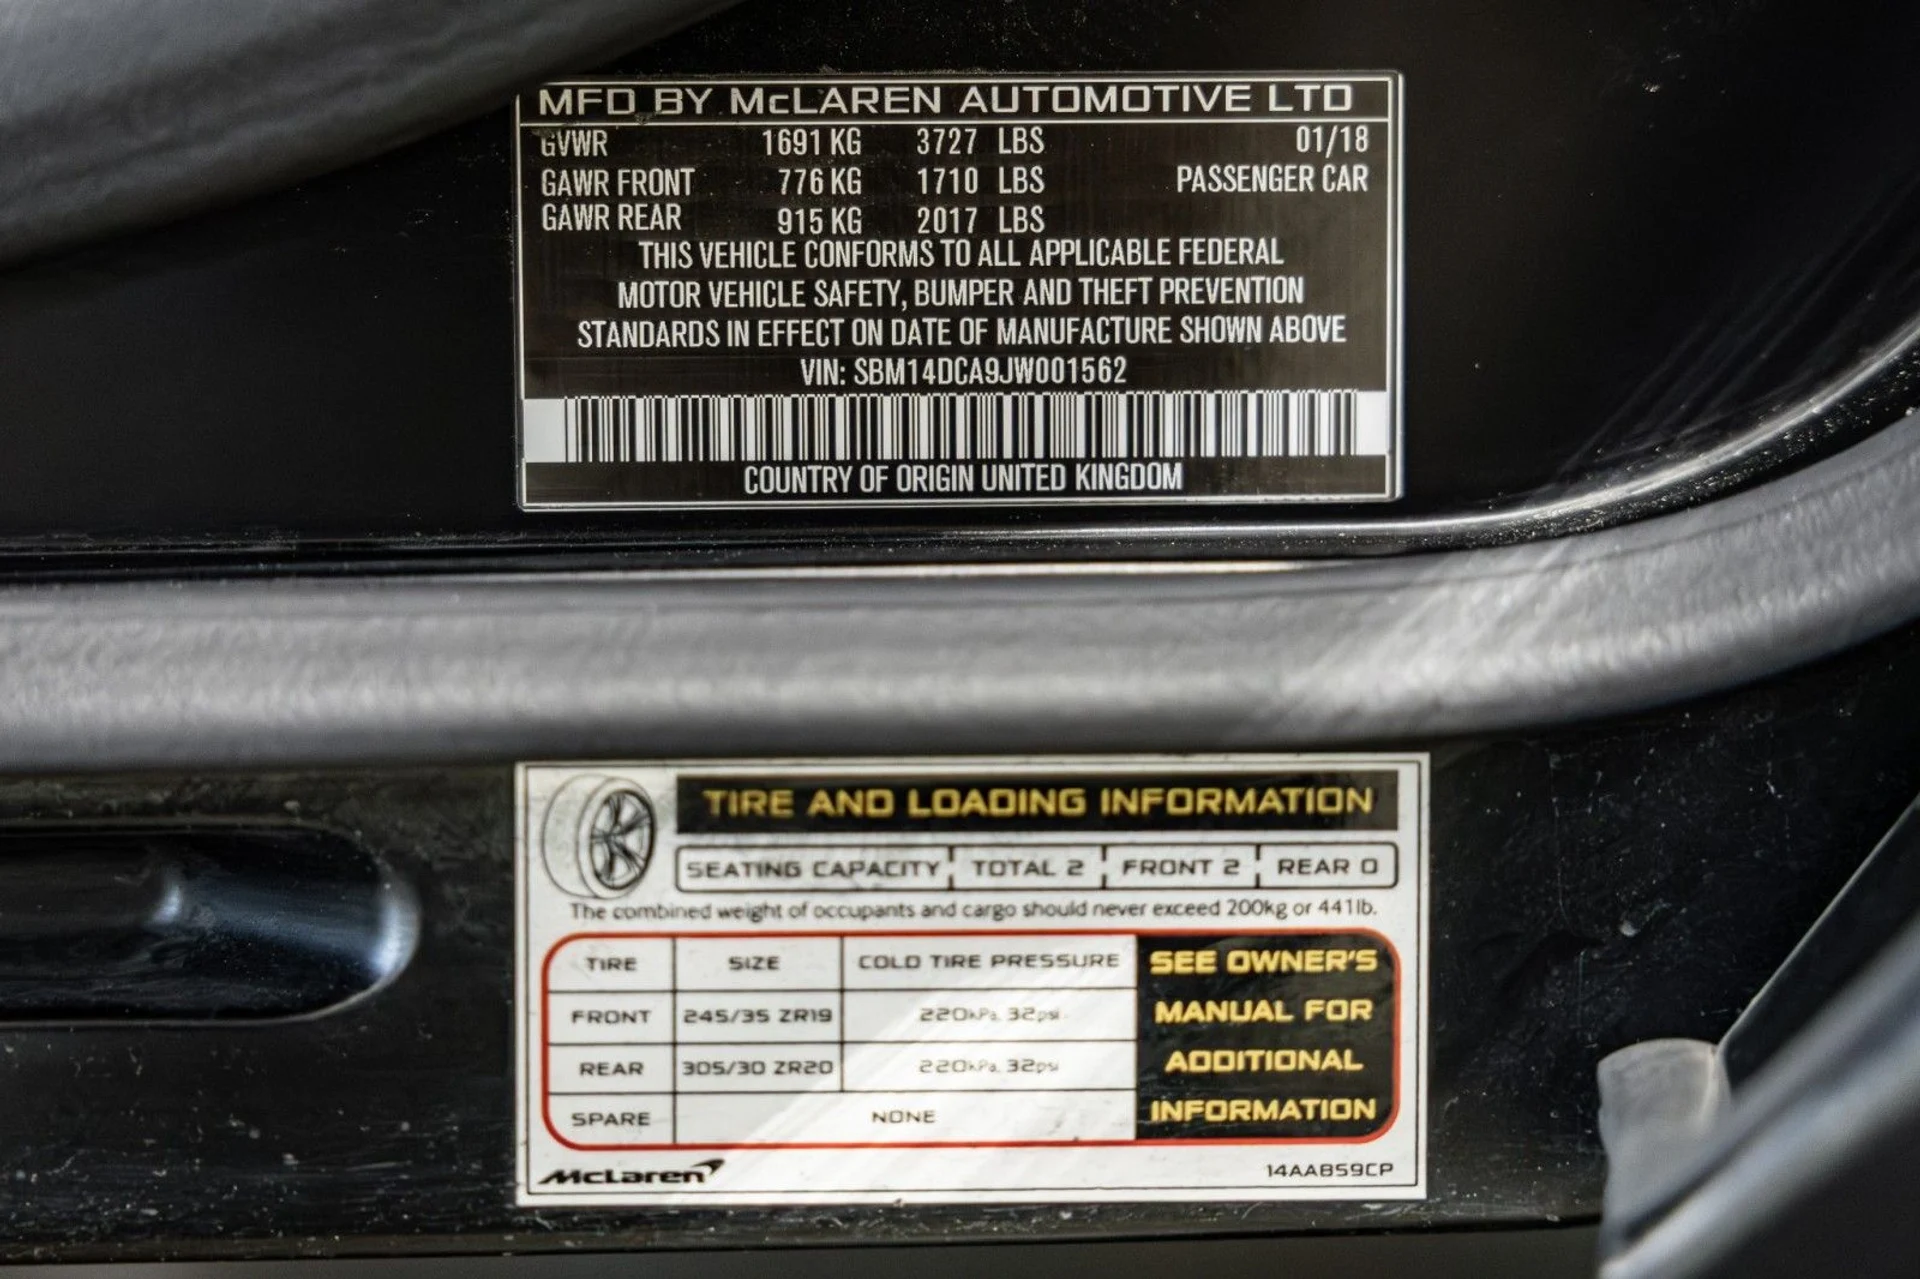 MFD BY McLAREN AUTOMOTIVE LTD
GVWR 1691 KG 3727 LBS 01/18
GAWR FRONT 776 KG 1710 LBS PASSENGER CAR
GAWR REAR 915 KG 2017 LBS
THIS VEHICLE CONFORMS TO ALL APPLICABLE FEDERAL
MOTOR VEHICLE SAFETY, BUMPER AND THEFT PREVENTION
STANDARDS IN EFFECT ON DATE OF MANUFACTURE SHOWN ABOVE
VIN: SBM14DCA9JW001562
COUNTRY OF ORIGIN UNITED KINGDOM
TIRE AND LOADING INFORMATION
SEATING CAPACITY TOTAL 2 FRONT 2 REAR 0
The combined weight of occupants and cargo should never exceed 200kg or 441lb.
TIRE SIZE COLD TIRE PRESSURE SEE OWNER'S
FRONT 245/35 ZR19 220kPa, 32psi MANUAL FOR
REAR 305/30 ZR20 220kPa, 32psi ADDITIONAL
SPARE NONE INFORMATION
McLaren 14AAB59CP